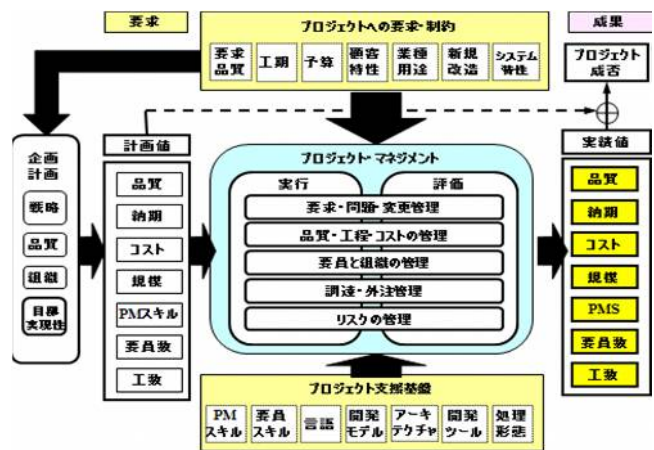 要求
プロジェクトへの要求・制約
成果
要求
品質
工期
予算
顧客
特性
業種
用途
新規
改造
システム
特性
プロジェクト
成否
企画
計画
戦略
品質
組織
目標
実現性
計画値
品質
納期
コスト
規模
PMスキル
要員数
工数
プロジェクト・マネジメント
実行
評価
要求・問題・変更管理
品質・工程・コストの管理
要員と組織の管理
調達・外注管理
リスクの管理
実績値
品質
納期
コスト
規模
PMS
要員数
工数
プロジェクト支援基盤
PM
スキル
要員
スキル
言語
開発
モデル
アーキ
テクチャ
開発
ツール
処理
形態